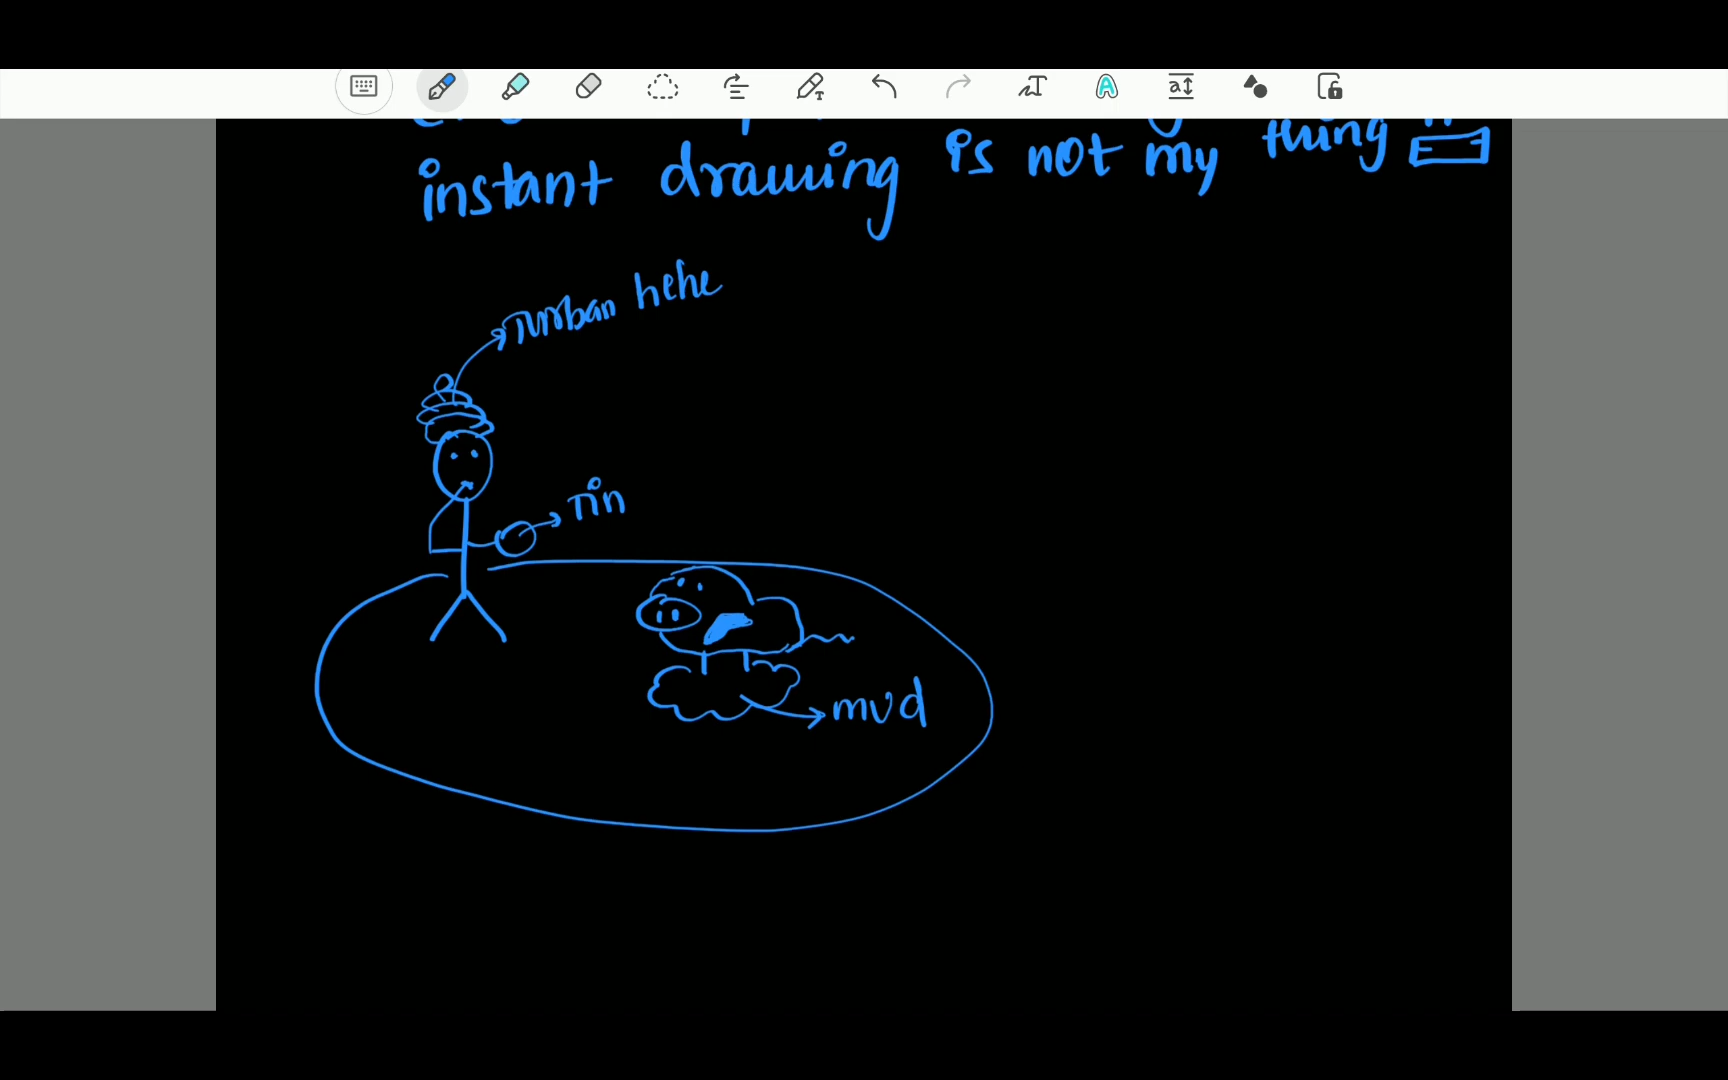 instant drawing is not my thing
Turban hehe
Tin
mud